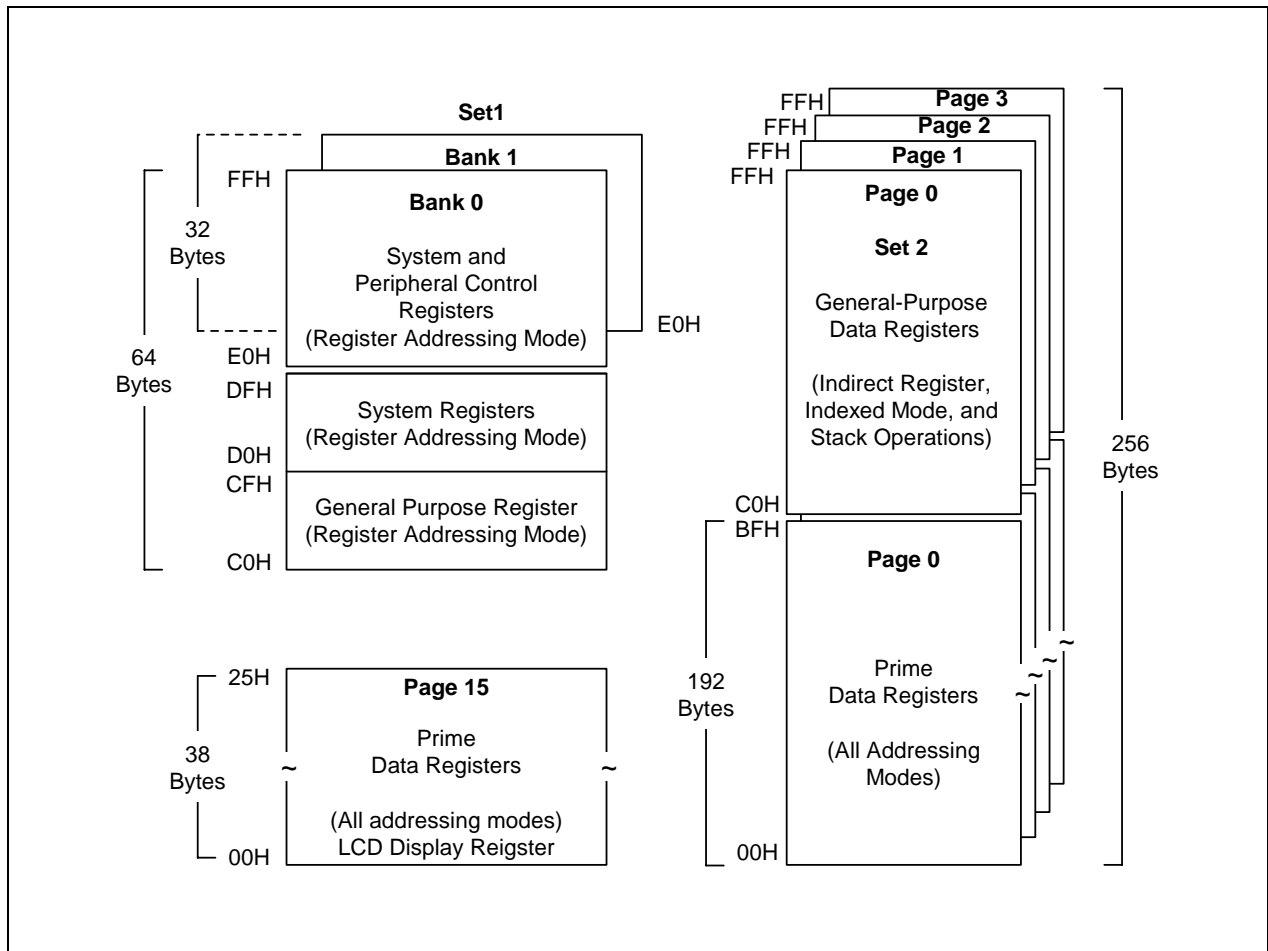 Set1
Bank 1
FFH
Bank 0
32
Bytes
System and
Peripheral Control
Registers
(Register Addressing Mode)
E0H
64
Bytes
E0H
DFH
System Registers
(Register Addressing Mode)
D0H
CFH
General Purpose Register
(Register Addressing Mode)
C0H
25H
Page 15
38
Bytes
Prime
Data Registers
~
~
(All addressing modes)
LCD Display Reigster
00H
FFH
Page 3
FFH
Page 2
FFH
Page 1
FFH
Page 0
Set 2
General-Purpose
Data Registers
(Indirect Register,
Indexed Mode, and
Stack Operations)
256
Bytes
C0H
BFH
Page 0
192
Bytes
Prime
Data Registers
~
~
~
~
(All Addressing
Modes)
00H